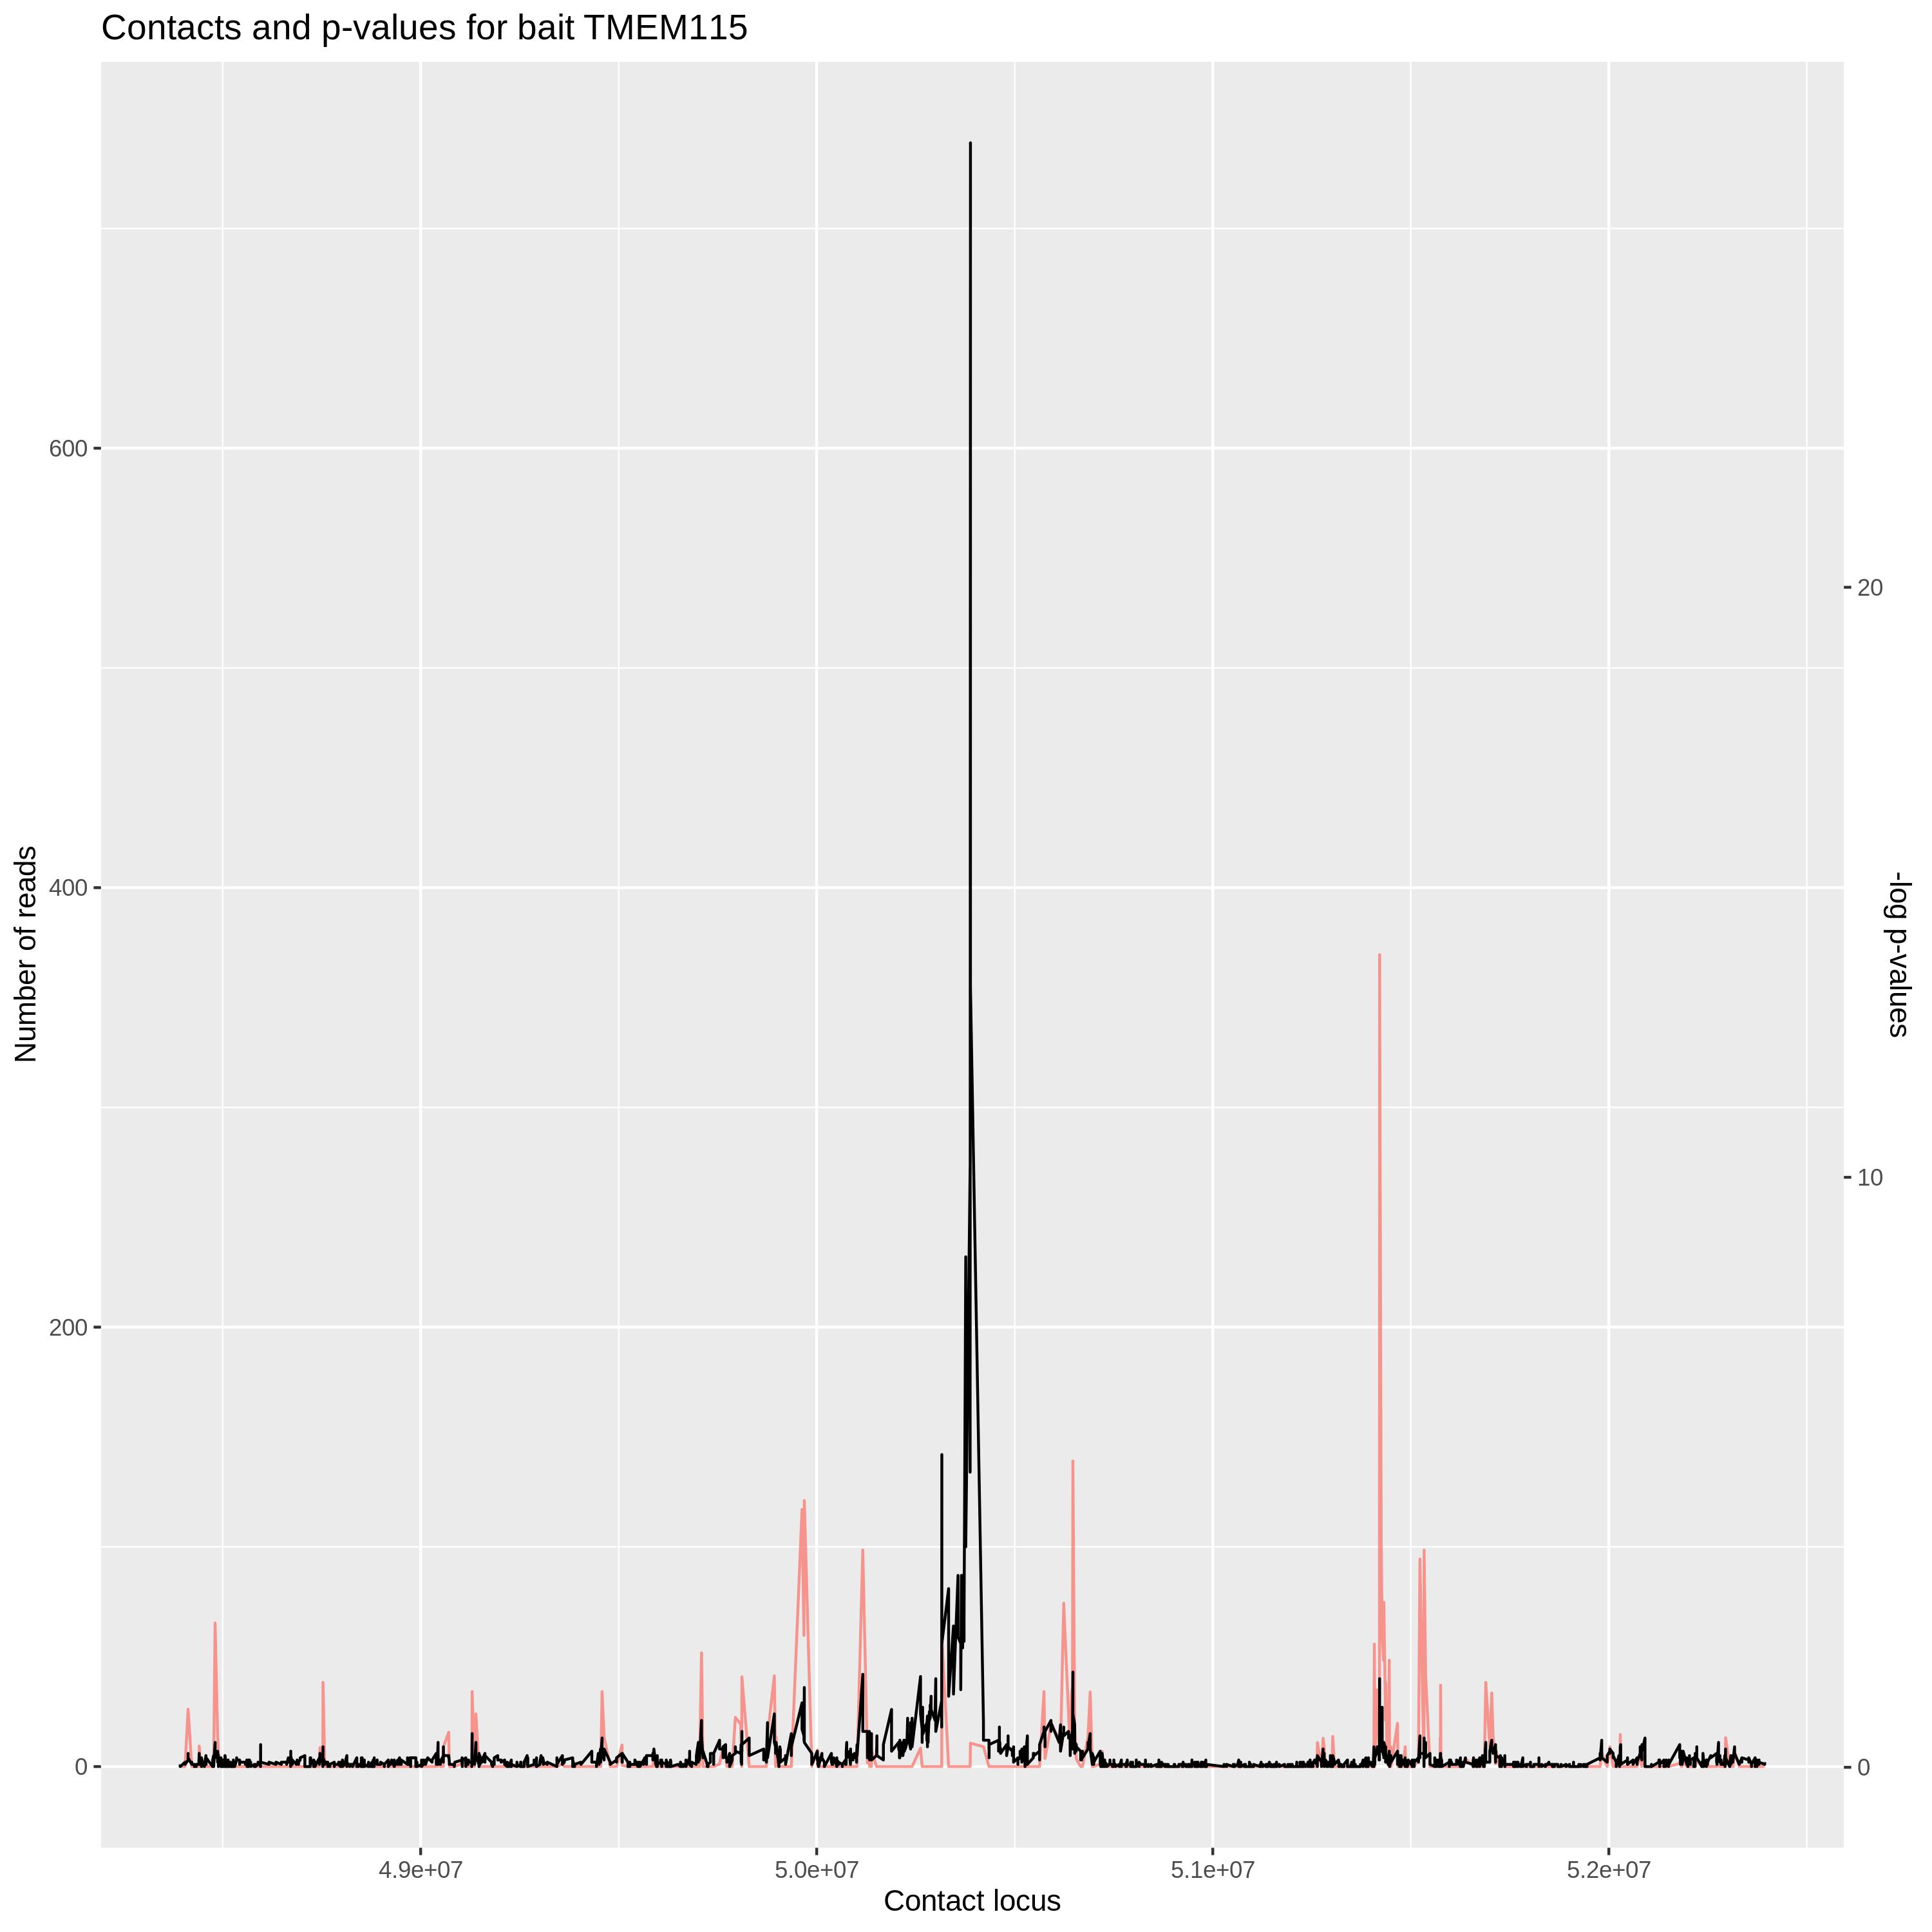 Contacts and p-values for bait TMEM115
600
400
200
0
20
10
0
Number of reads
-log p-values
4.9e+07
5.0e+07
5.1e+07
5.2e+07
Contact locus